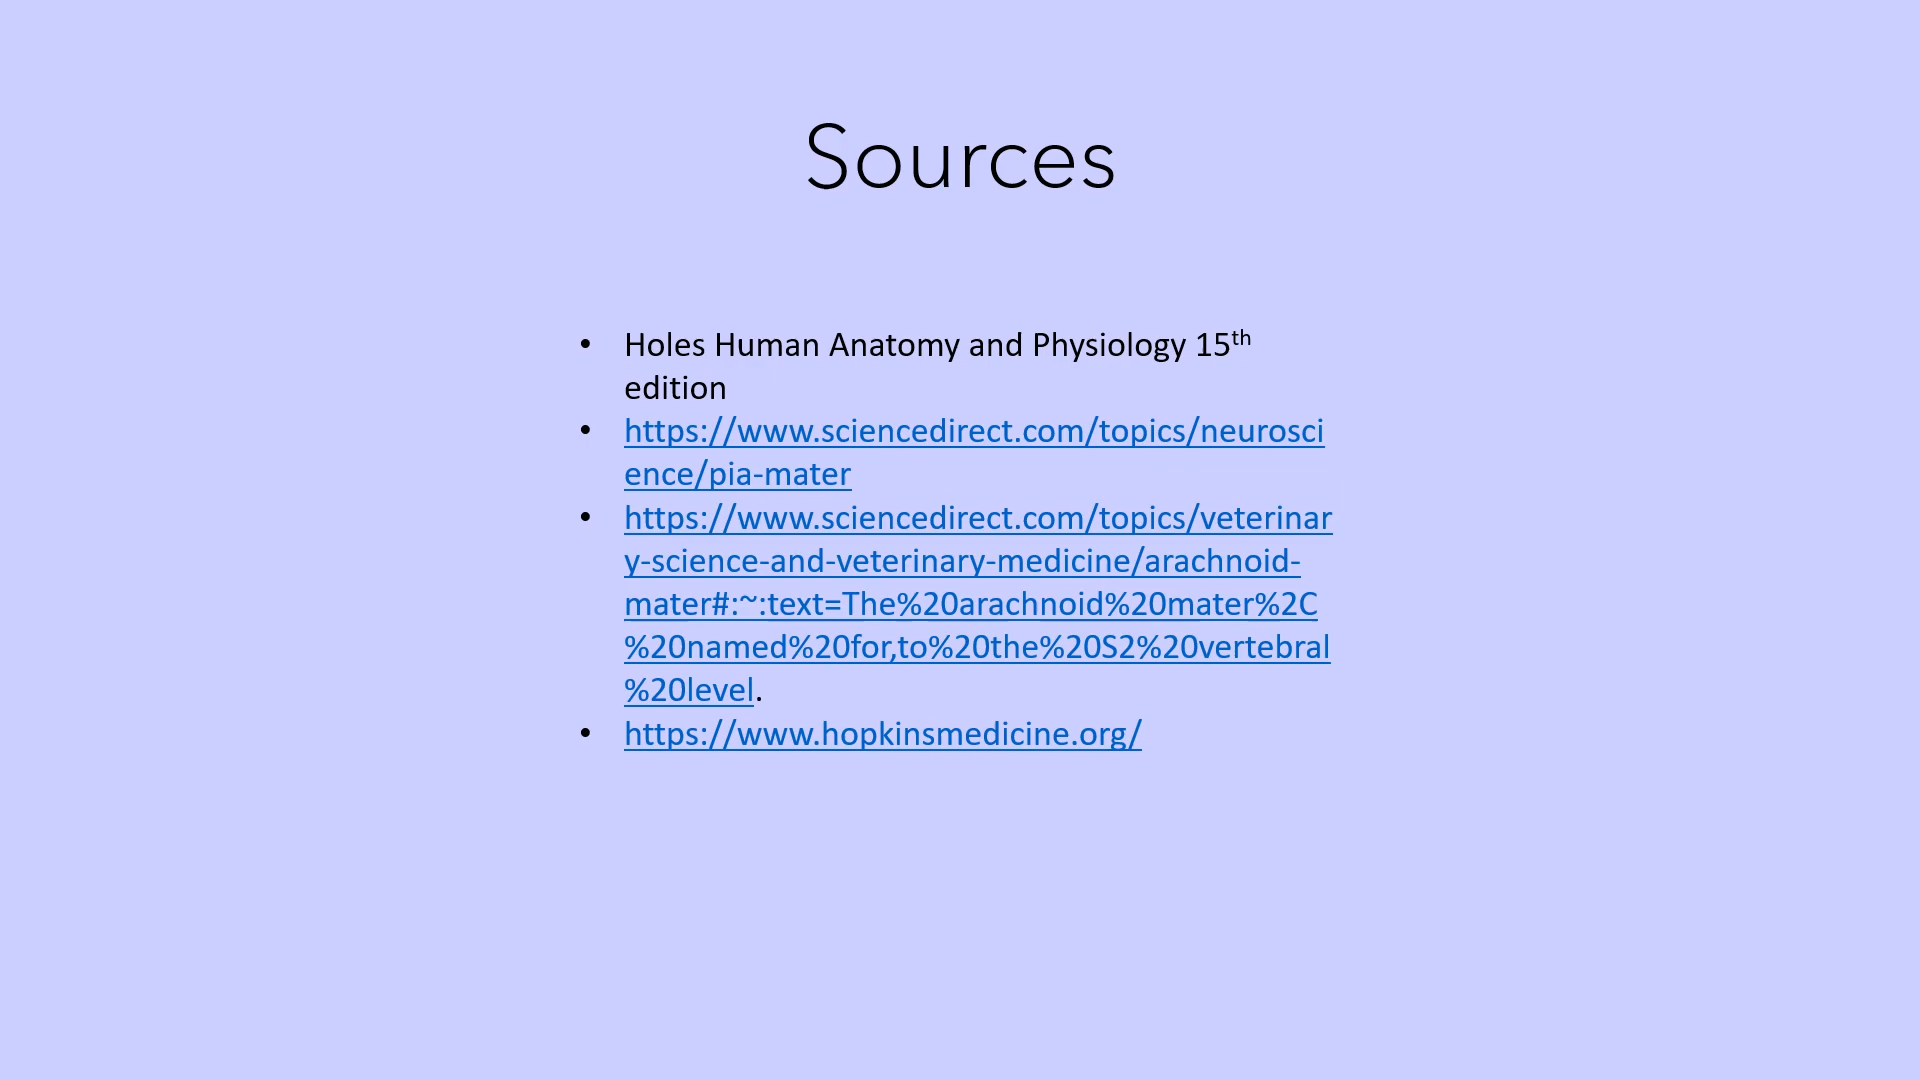 Sources
• Holes Human Anatomy and Physiology 15th
edition
• https://www.sciencedirect.com/topics/neurosci
ence/pia-mater
• https://www.sciencedirect.com/topics/veterinar
y-science-and-veterinary-medicine/arachnoid-
mater#:~:text=The%20arachnoid%20mater%2C
%20named%20for,to%20the%20S2%20vertebral
%20level.
• https://www.hopkinsmedicine.org/